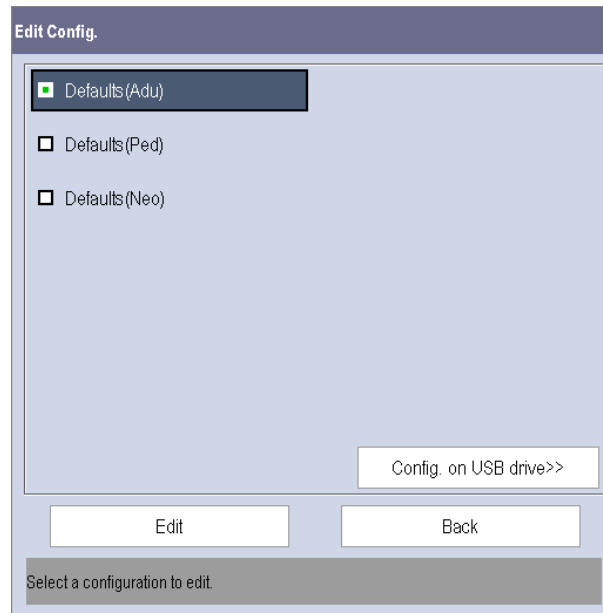 Edit Config.
Defaults(Adu)
Defaults(Ped)
Defaults(Neo)
Config. on USB drive>>
Edit
Back
Select a configuration to edit.